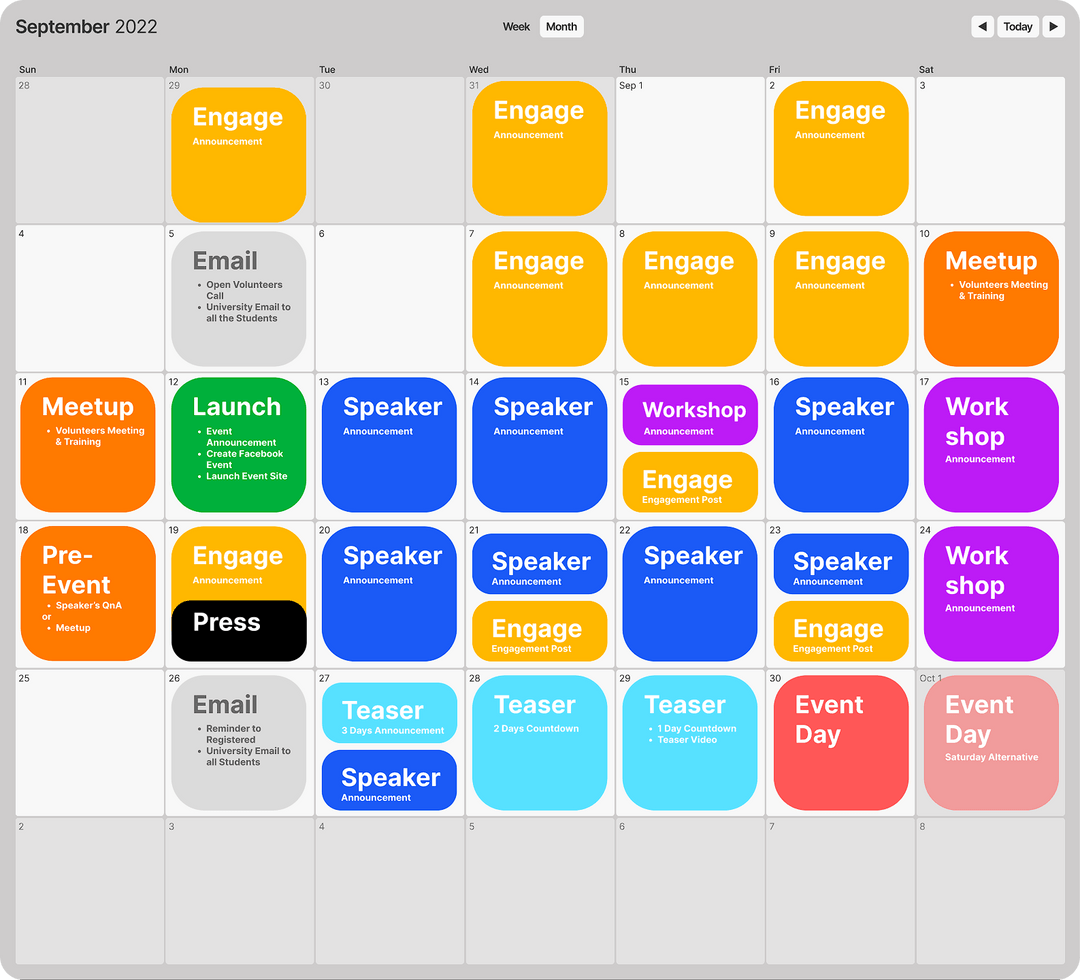 September 2022
Week Month
◀ Today ▶
Sun Mon Tue Wed Thu Fri Sat
28 29 30 31 Sep 1 2 3
Engage
Announcement
Engage
Announcement
Engage
Announcement
4 5 6 7 8 9 10
Email
• Open Volunteers
Call
• University Email to
all the Students
Engage
Announcement
Engage
Announcement
Engage
Announcement
Meetup
• Volunteers Meeting
& Training
11 12 13 14 15 16 17
Meetup
• Volunteers Meeting
& Training
Launch
• Event
Announcement
• Create Facebook
Event
• Launch Event Site
Speaker
Announcement
Speaker
Announcement
Workshop
Announcement
Engage
Engagement Post
Speaker
Announcement
Work
shop
Announcement
18 19 20 21 22 23 24
Pre-
Event
• Speaker's QnA
or
• Meetup
Engage
Announcement
Press
Speaker
Announcement
Speaker
Announcement
Engage
Engagement Post
Speaker
Announcement
Speaker
Announcement
Engage
Engagement Post
Work
shop
Announcement
25 26 27 28 29 30 Oct 1
Email
• Reminder to
Registered
• University Email to
all Students
Teaser
3 Days Announcement
Speaker
Announcement
Teaser
2 Days Countdown
Teaser
• 1 Day Countdown
• Teaser Video
Event
Day
Event
Day
Saturday Alternative
2 3 4 5 6 7 8